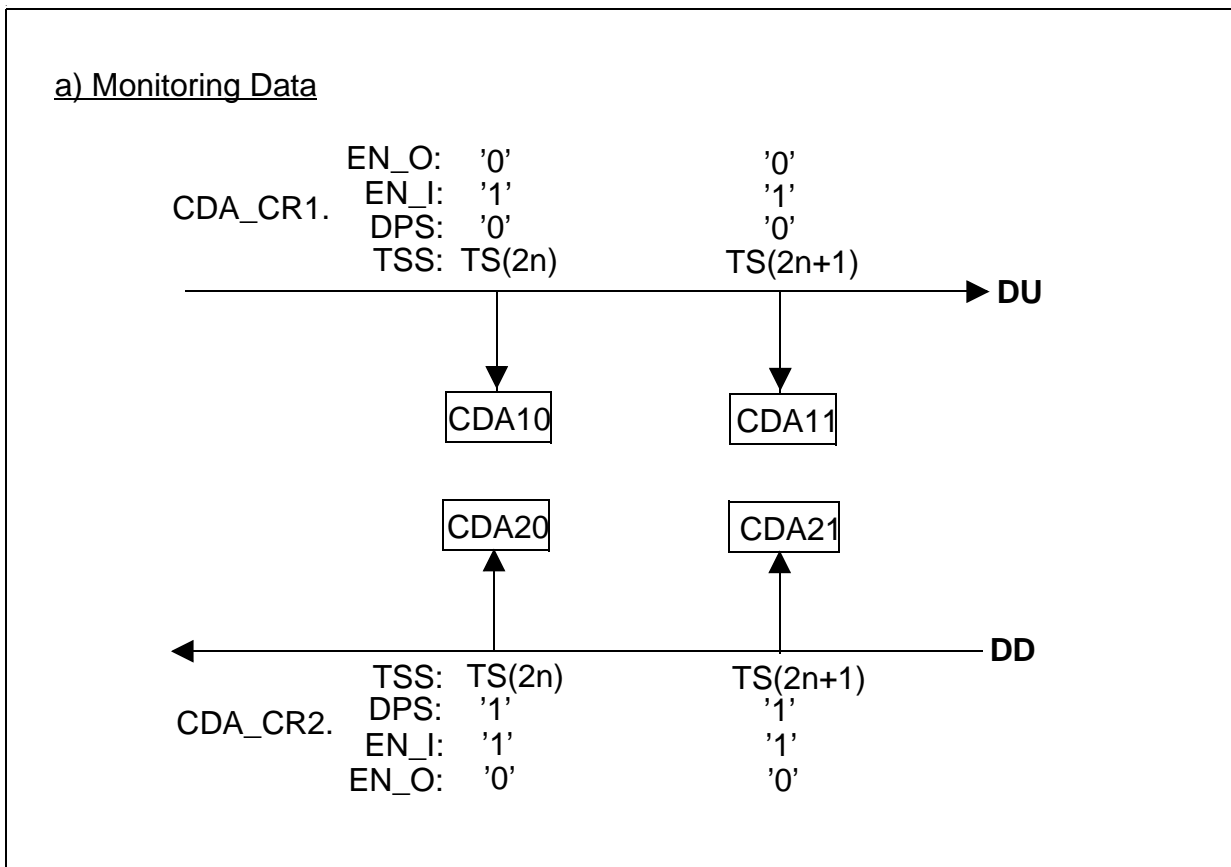 a) Monitoring Data
EN_O: ’0’ ’0’
EN_I: ’1’ ’1’
CDA_CR1.
DPS: ’0’ ’0’
TSS: TS(2n) TS(2n+1)
DU
CDA10 CDA11
CDA20 CDA21
DD
TSS: TS(2n) TS(2n+1)
DPS: ’1’ ’1’
CDA_CR2.
EN_I: ’1’ ’1’
EN_O: ’0’ ’0’